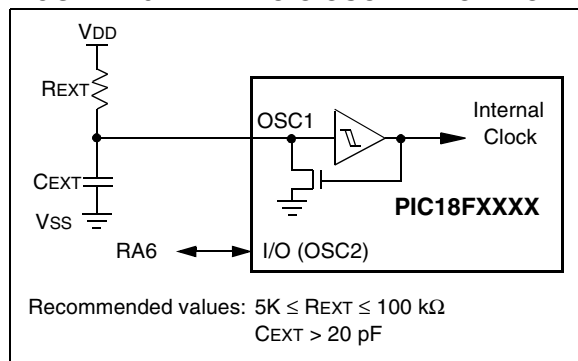 VDD
REXT
OSC1
Internal
Clock
CEXT
PIC18FXXXX
VSS
RA6
I/O (OSC2)
Recommended values: 5K ≤ REXT ≤ 100 kΩ
CEXT > 20 pF